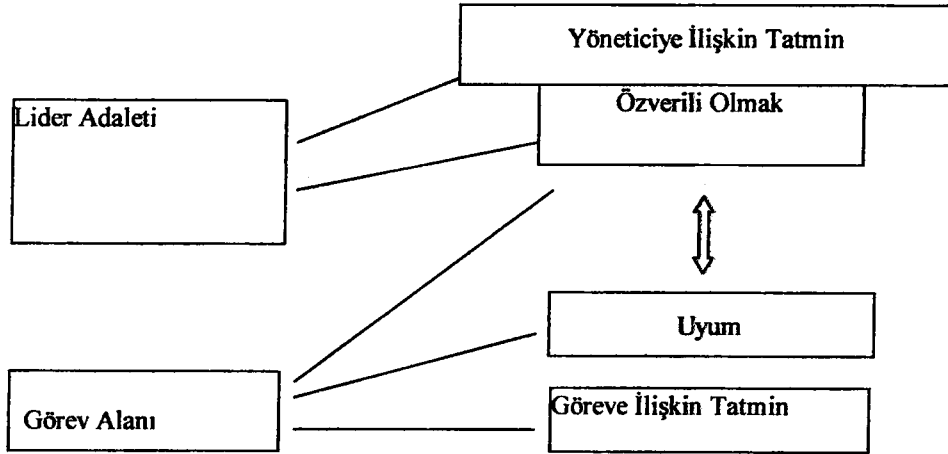 Yöneticiye İlişkin Tatmin
Özverili Olmak
Lider Adaleti
Uyum
Göreve İlişkin Tatmin
Görev Alanı